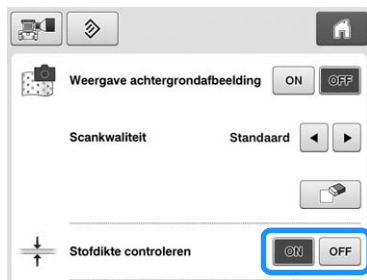 Weergave achtergrondafbeelding ON OFF
Scankwaliteit Standaard
Stofdikte controleren ON OFF